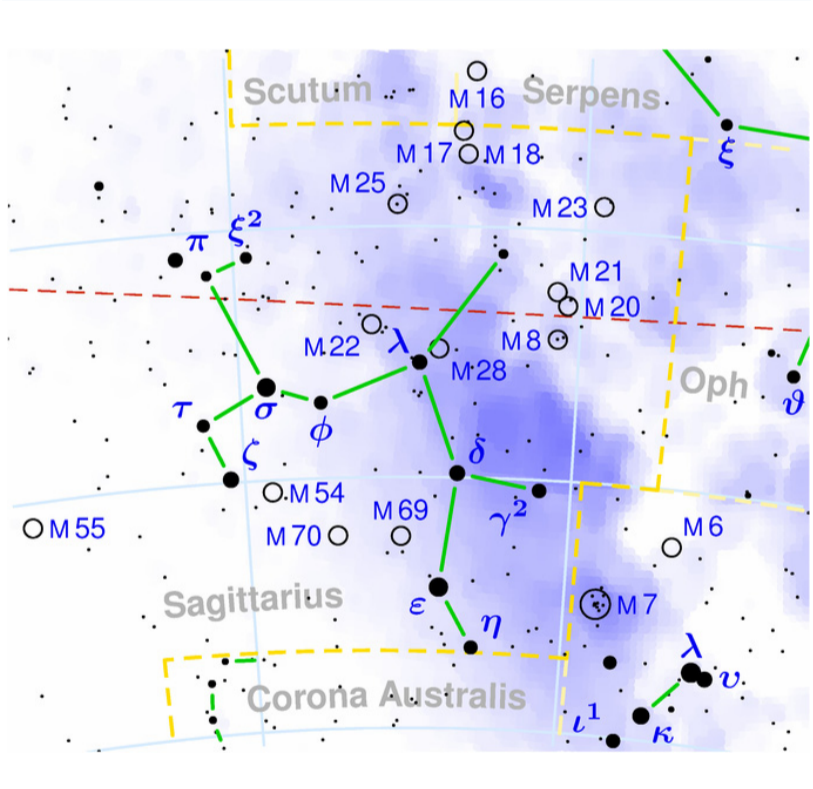 Scutum
Serpens
M 16
M 17
M 18
ξ
M 25
M 23
π
ξ²
M 21
M 20
M 22
λ
M 28
M 8
Oph
ϑ
τ
σ
ϕ
ζ
δ
M 54
γ²
M 55
M 70
M 69
M 6
Sagittarius
ε
η
M 7
Corona Australis
λ
υ
ι¹
κ